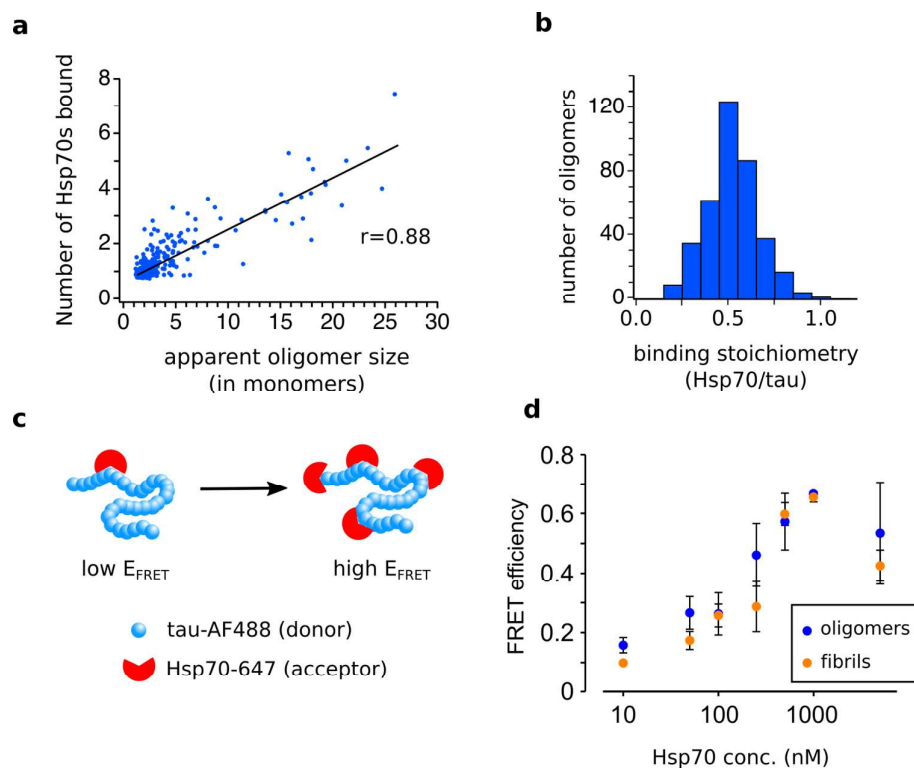 a
Number of Hsp70s bound
8
6
4
2
0
r=0.88
0 5 10 15 20 25 30
apparent oligomer size
(in monomers)
b
number of oligomers
120
80
40
0
0.0 0.5 1.0
binding stoichiometry
(Hsp70/tau)
c
low EFRET
high EFRET
tau-AF488 (donor)
Hsp70-647 (acceptor)
d
FRET efficiency
0.8
0.6
0.4
0.2
0
oligomers
fibrils
10 100 1000
Hsp70 conc. (nM)